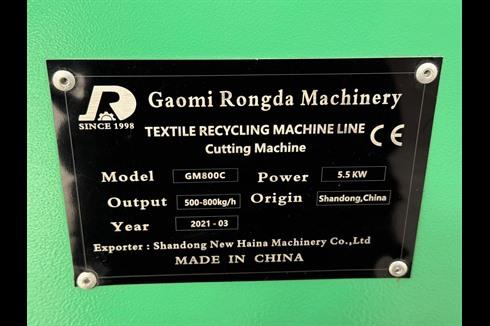 Gaomi Rongda Machinery
SINCE 1998
TEXTILE RECYCLING MACHINE LINE CE
Cutting Machine
Model GM800C Power 5.5 KW
Output 500-800kg/h Origin Shandong,China
Year 2021 - 03
Exporter : Shandong New Haina Machinery Co.,Ltd
MADE IN CHINA